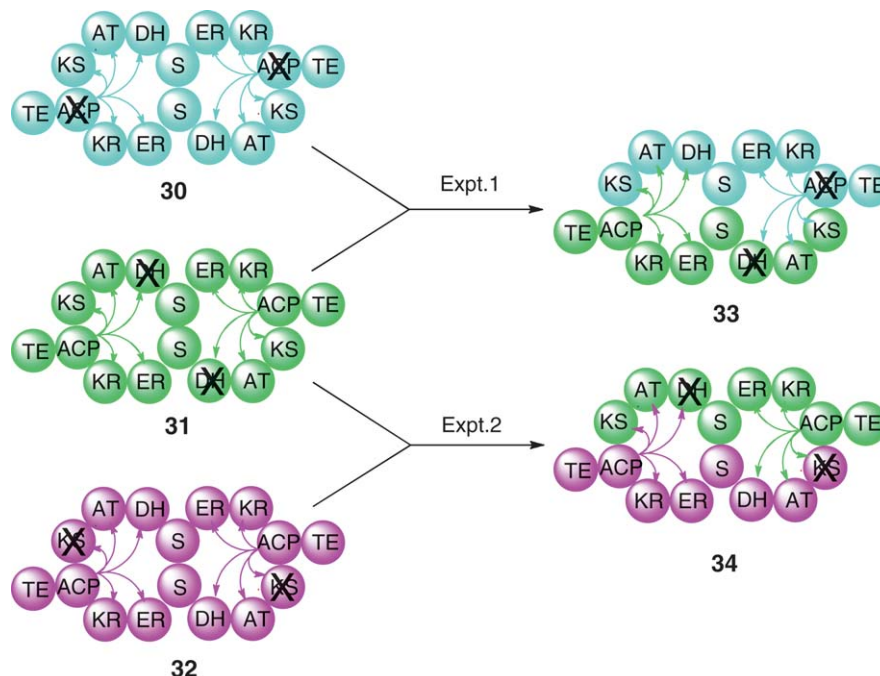 AT DH ER KR
KS S ACP TE
TE ACP S KS
KR ER DH AT
30
Expt.1
AT DH ER KR
KS S ACP TE
TE ACP S KS
KR ER DH AT
33
AT DH ER KR
KS S ACP TE
TE ACP S KS
KR ER DH AT
31
Expt.2
AT DH ER KR
KS S ACP TE
TE ACP S KS
KR ER DH AT
34
AT DH ER KR
KS S ACP TE
TE ACP S KS
KR ER DH AT
32